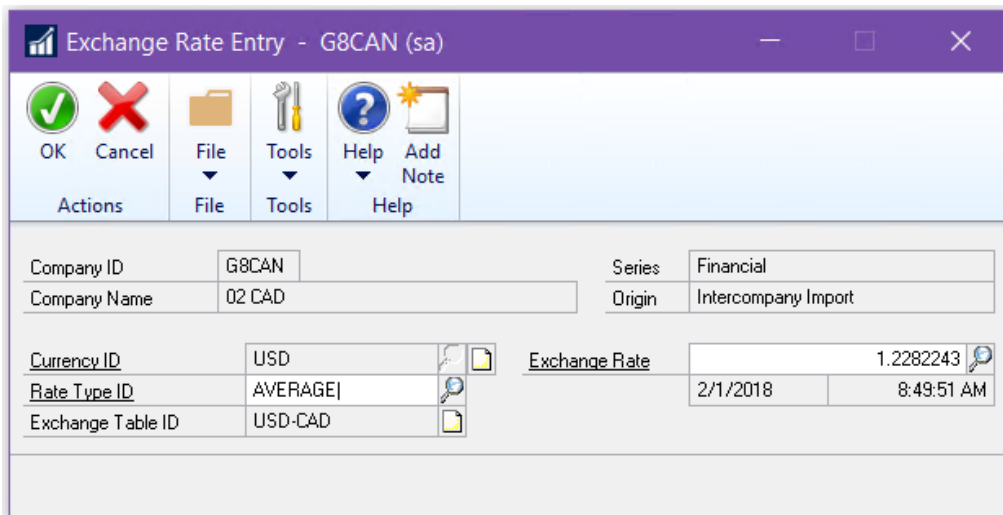 Exchange Rate Entry - G8CAN (sa)
OK Cancel File Tools Help Add Note
Actions File Tools Help
Company ID G8CAN Series Financial
Company Name 02 CAD Origin Intercompany Import
Currency ID USD Exchange Rate 1.2282243
Rate Type ID AVERAGE 2/1/2018 8:49:51 AM
Exchange Table ID USD-CAD